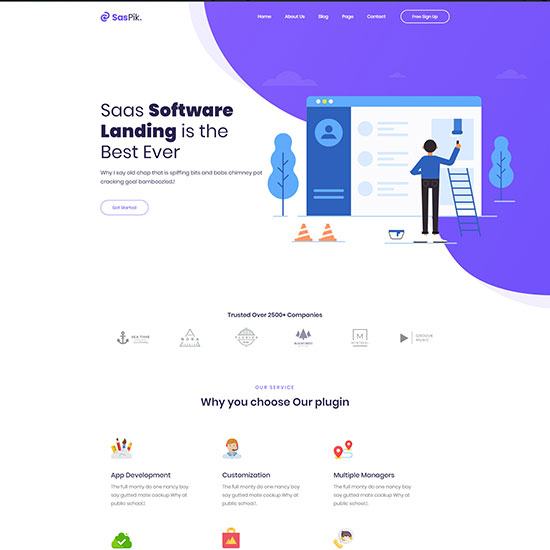 SasPik.
Home About Us Blog Page Contact Free Sign Up
Saas Software
Landing is the
Best Ever
Why I say old chap that is spiffing bits and bobs chimney pot
cracking goal bamboozled
Get Started
Trusted Over 2500+ Companies
SEA TIME
GROOVE
MUSIC
OUR SERVICE
Why you choose Our plugin
App Development Customization Multiple Managers
The full monty do one nancy boy The full monty do one nancy boy The full monty do one nancy boy
say gutted mate cockup Why at say gutted mate cockup Why at say gutted mate cockup Why at
public school public school public school